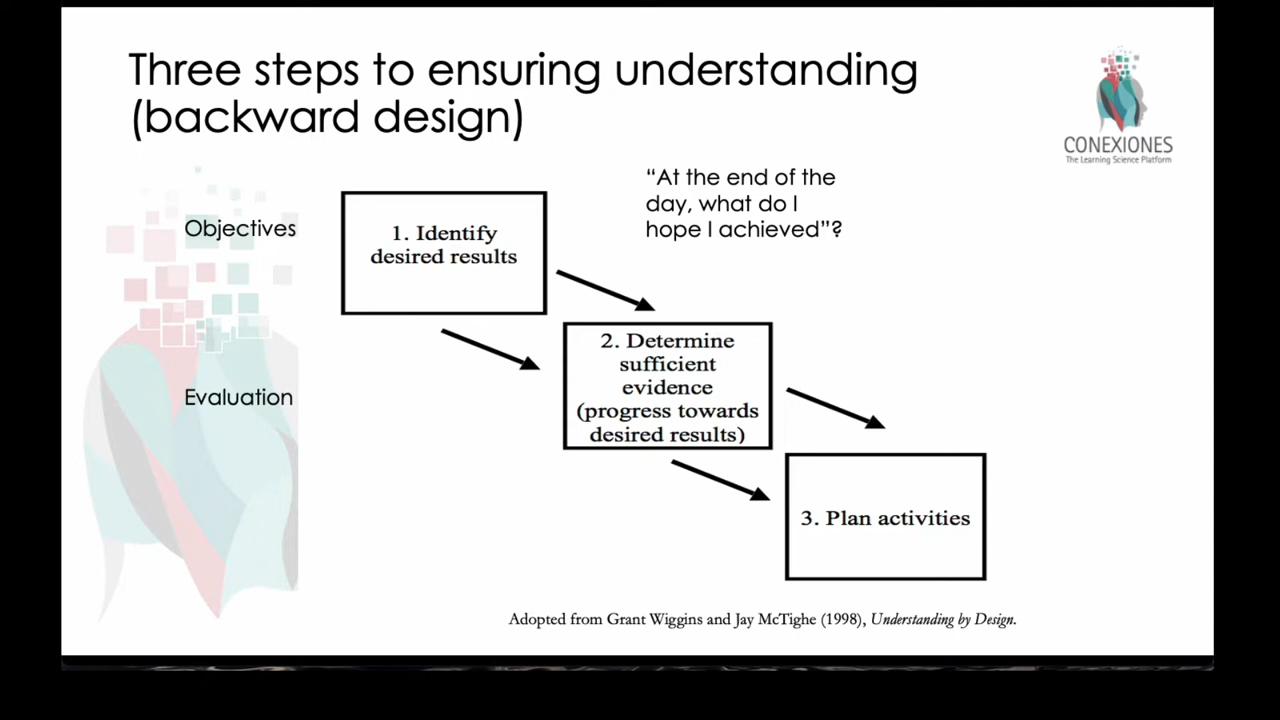 Three steps to ensuring understanding
(backward design)
CONEXIONES
The Learning Science Platform
“At the end of the
day, what do I
hope I achieved”?
Objectives
1. Identify
desired results
2. Determine
sufficient
evidence
(progress towards
desired results)
Evaluation
3. Plan activities
Adopted from Grant Wiggins and Jay McTighe (1998), Understanding by Design.